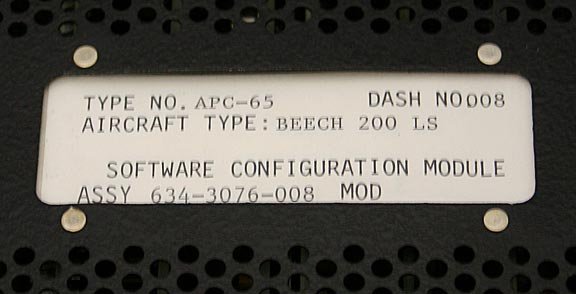 TYPE NO. APC-65 DASH NO008
AIRCRAFT TYPE: BEECH 200 LS
SOFTWARE CONFIGURATION MODULE
ASSY 634-3076-008 MOD